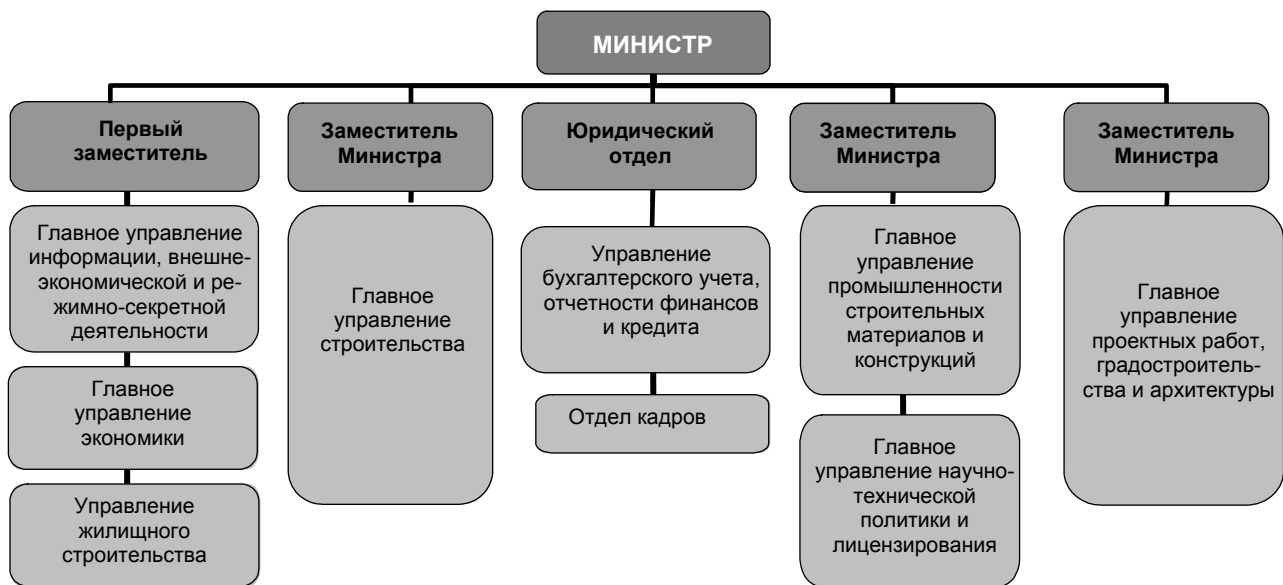 МИНИСТР
Первый
заместитель
Заместитель
Министра
Юридический
отдел
Заместитель
Министра
Заместитель
Министра
Главное управление
информации, внешне-
экономической и ре-
жимно-секретной
деятельности
Главное
управление
экономики
Управление
жилищного
строительства
Главное
управление
строительства
Управление
бухгалтерского учета,
отчетности финансов
и кредита
Отдел кадров
Главное
управление
промышленности
строительных
материалов и
конструкций
Главное
управление научно-
технической
политики и
лицензирования
Главное
управление
проектных работ,
градостроитель-
ства и архитектуры